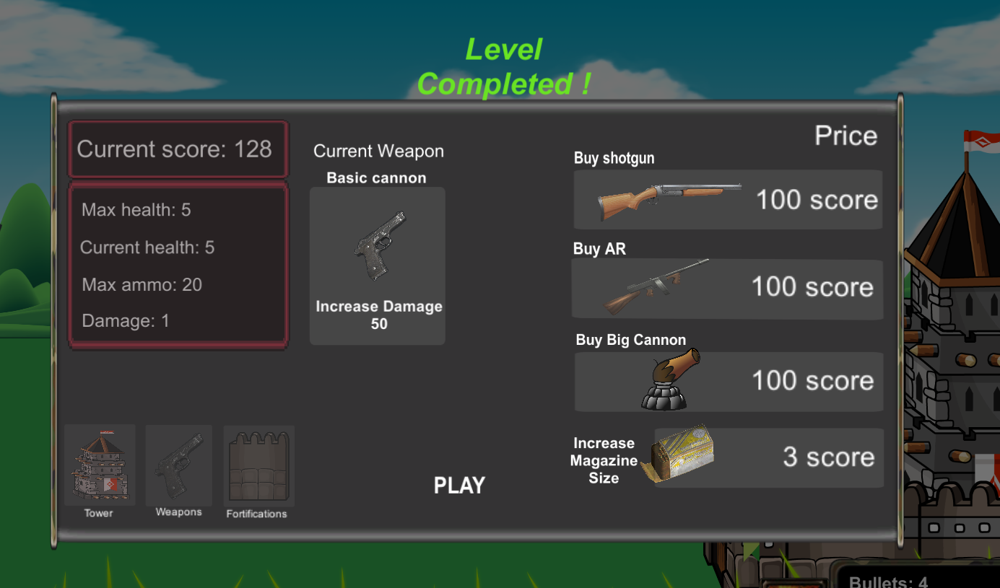 Level
Completed !
Current score: 128
Max health: 5
Current health: 5
Max ammo: 20
Damage: 1
Current Weapon
Basic cannon
Increase Damage
50
Price
Buy shotgun
100 score
Buy AR
100 score
Buy Big Cannon
100 score
Increase
Magazine
Size
3 score
PLAY
Tower
Weapons
Fortifications
Bullets: 4